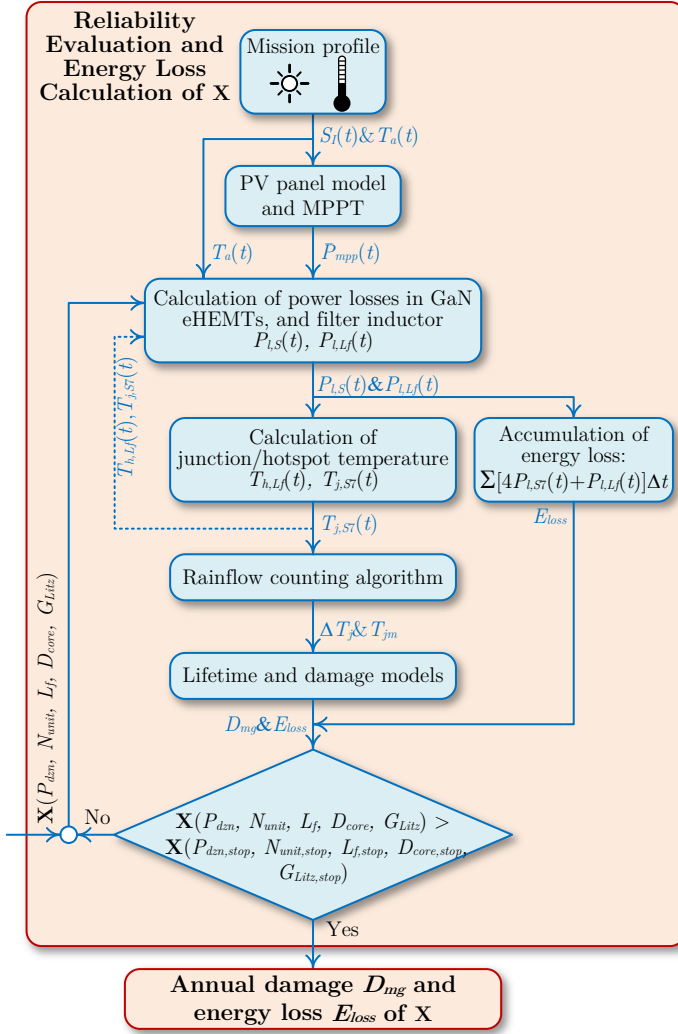 Reliability
Evaluation and
Energy Loss
Calculation of X
Mission profile
S_I(t)& T_a(t)
PV panel model
and MPPT
T_a(t)
P_mpp(t)
Calculation of power losses in GaN
eHEMTs, and filter inductor
P_l,S(t), P_l,Lf(t)
T_h,Lf(t), T_j,S7(t)
P_l,S(t)&P_l,Lf(t)
Calculation of
junction/hotspot temperature
T_h,Lf(t), T_j,S7(t)
Accumulation of
energy loss:
Σ[4P_l,S7(t)+P_l,Lf(t)]Δt
T_j,S7(t)
E_loss
Rainflow counting algorithm
ΔT_j& T_jm
Lifetime and damage models
D_mg&E_loss
X(P_dzn, N_unit, L_f, D_core, G_Litz)
No
X(P_dzn, N_unit, L_f, D_core, G_Litz) >
X(P_dzn,stop, N_unit,stop, L_f,stop, D_core,stop,
G_Litz,stop)
Yes
Annual damage D_mg and
energy loss E_loss of X